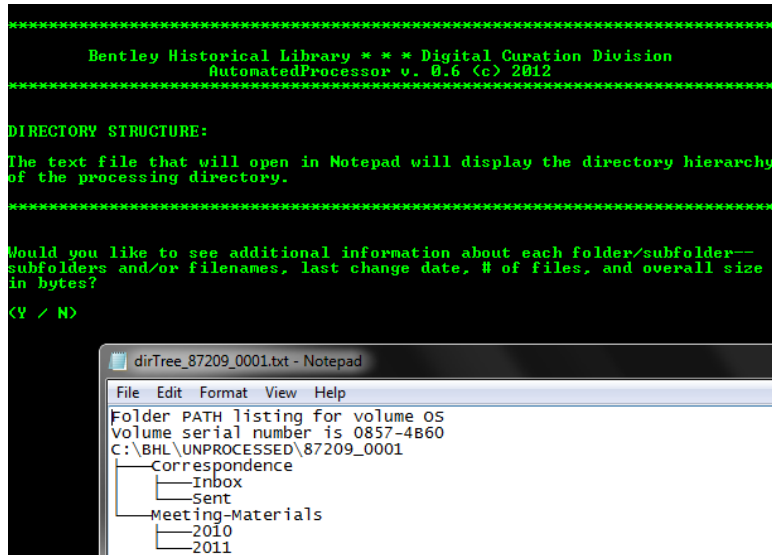 ************************************************************
Bentley Historical Library * * * Digital Curation Division
AutomatedProcessor v. 0.6 (c) 2012
************************************************************
DIRECTORY STRUCTURE:
The text file that will open in Notepad will display the directory hierarchy
of the processing directory.
************************************************************
Would you like to see additional information about each folder/subfolder--
subfolders and/or filenames, last change date, # of files, and overall size
in bytes?
(Y / N)
dirTree_87209_0001.txt - Notepad
File Edit Format View Help
Folder PATH listing for volume OS
Volume serial number is 0857-4B60
C:\BHL\UNPROCESSED\87209_0001
├───Correspondence
│   ├───Inbox
│   └───Sent
└───Meeting-Materials
    ├───2010
    └───2011